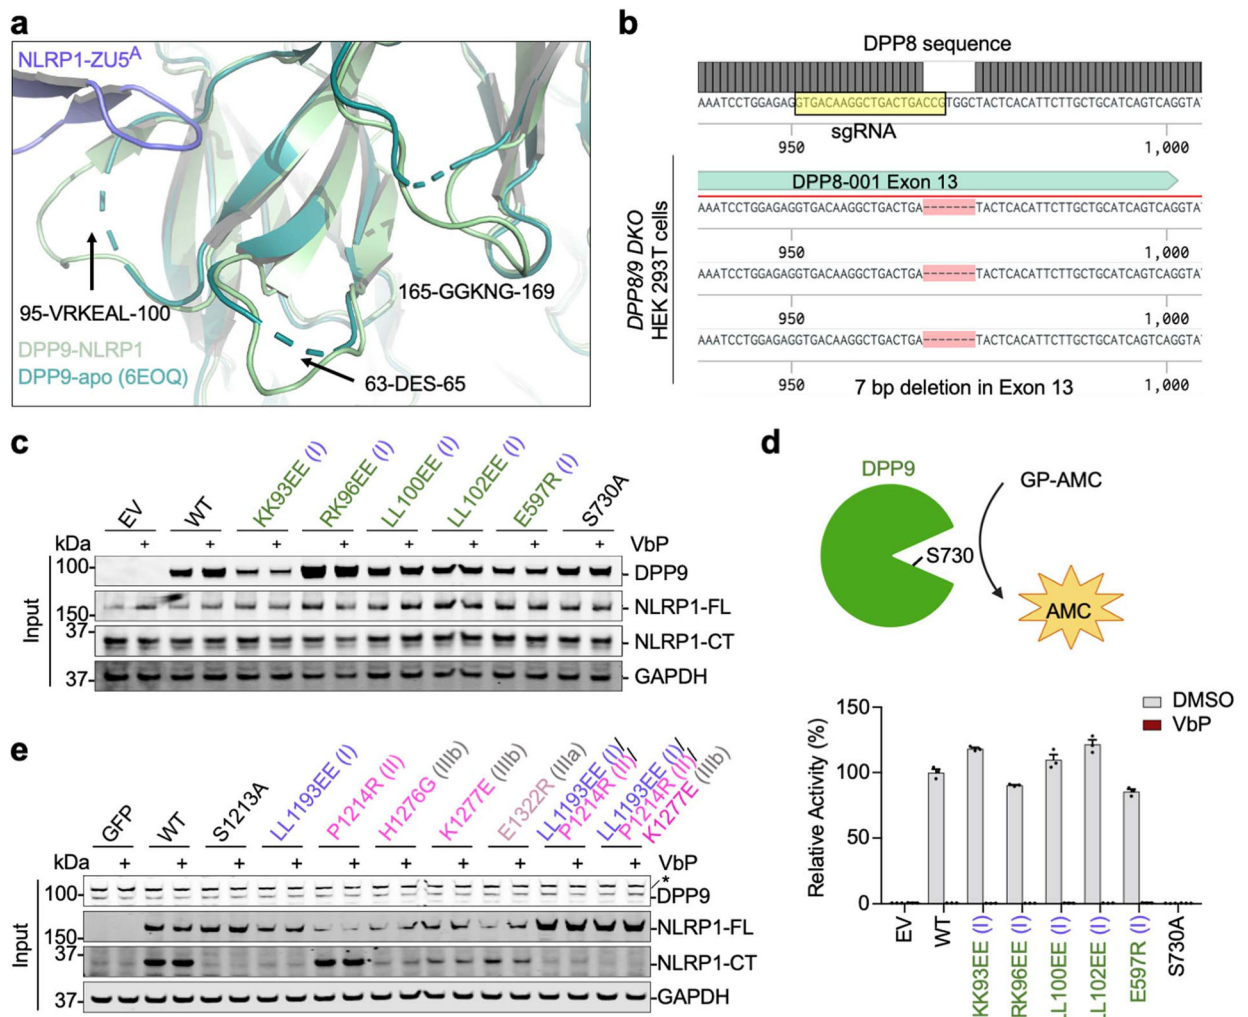 a
NLRP1-ZU5A
95-VRKEAL-100
165-GGKNG-169
63-DES-65
DPP9-NLRP1
DPP9-apo (6EOQ)
b
DPP8 sequence
AAATCCTGGAGAGGTGACAAGGCTGACTGACCGTGGCTACTCACATTCTTGCTGCATCAGTCAGGTA
sgRNA
950 1,000
DPP8-001 Exon 13
AAATCCTGGAGAGGTGACAAGGCTGACTGA-------TACTCACATTCTTGCTGCATCAGTCAGGTA
950 1,000
AAATCCTGGAGAGGTGACAAGGCTGACTGA-------TACTCACATTCTTGCTGCATCAGTCAGGTA
950 1,000
AAATCCTGGAGAGGTGACAAGGCTGACTGA-------TACTCACATTCTTGCTGCATCAGTCAGGTA
950 7 bp deletion in Exon 13 1,000
DPP8/9 DKO
HEK 293T cells
c
EV WT KK93EE (I) RK96EE (I) LL100EE (I) LL102EE (I) E597R (I) S730A
kDa + + + + + + + + VbP
100- DPP9
150- NLRP1-FL
37- NLRP1-CT
37- GAPDH
Input
d
DPP9
GP-AMC
S730
AMC
DMSO
VbP
Relative Activity (%)
150
100
50
0
EV WT KK93EE (I) RK96EE (I) LL100EE (I) LL102EE (I) E597R (I) S730A
e
GFP WT S1213A LL1193EE (I) P1214R (II) H1276G (IIIb) K1277E (IIIb) E1322R (IIIa) LL1193EE (I)/ P1214R (II) LL1193EE (I)/ P1214R (II)/ K1277E (IIIb)
kDa + + + + + + + + + + VbP
*
100- DPP9
150- NLRP1-FL
37- NLRP1-CT
37- GAPDH
Input